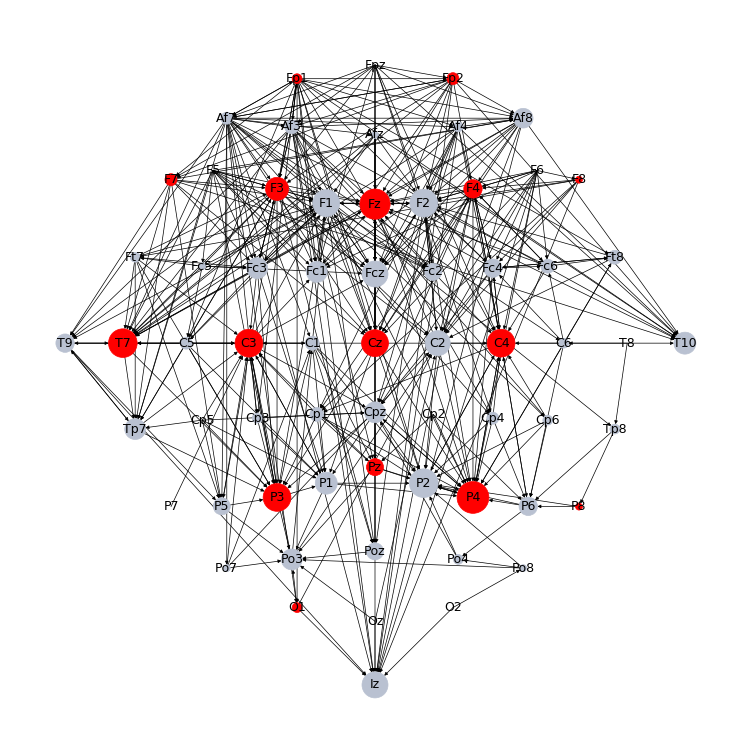 Fpz
Fp1 Fp2
Af7 Af3 Afz Af4 Af8
F7 F5 F3 F1 Fz F2 F4 F6 F8
Ft7 Fc5 Fc3 Fc1 Fcz Fc2 Fc4 Fc6 Ft8
T9 T7 C5 C3 C1 Cz C2 C4 C6 T8 T10
Tp7 Cp5 Cp3 Cp1 Cpz Cp2 Cp4 Cp6 Tp8
P7 P5 P3 P1 Pz P2 P4 P6 P8
Po7 Po3 Poz Po4 Po8
O1 Oz O2
Iz